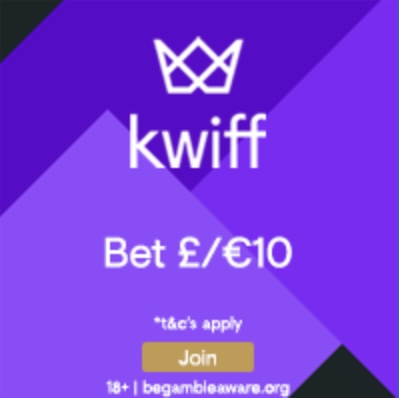 kwiff
Bet £/€10
*t&c's apply
Join
18+ | begambleaware.org